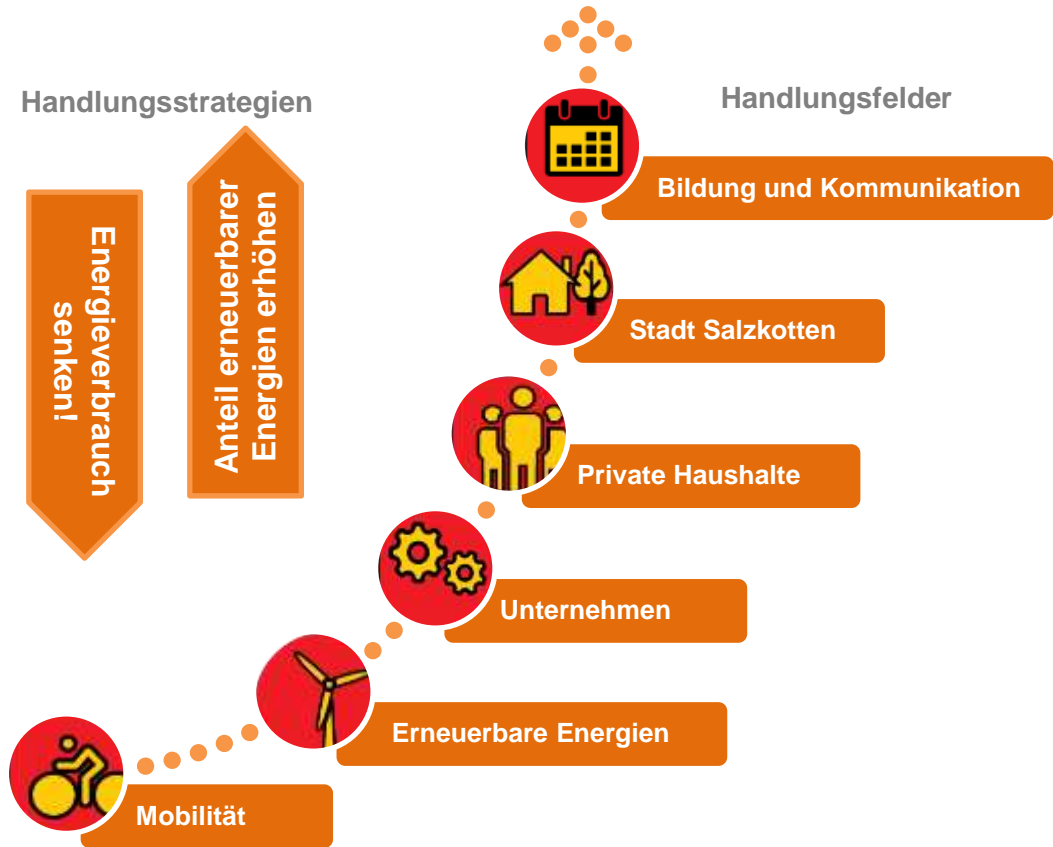 Handlungsstrategien
Energieverbrauch
senken!
Anteil erneuerbarer
Energien erhöhen
Handlungsfelder
Bildung und Kommunikation
Stadt Salzkotten
Private Haushalte
Unternehmen
Erneuerbare Energien
Mobilität